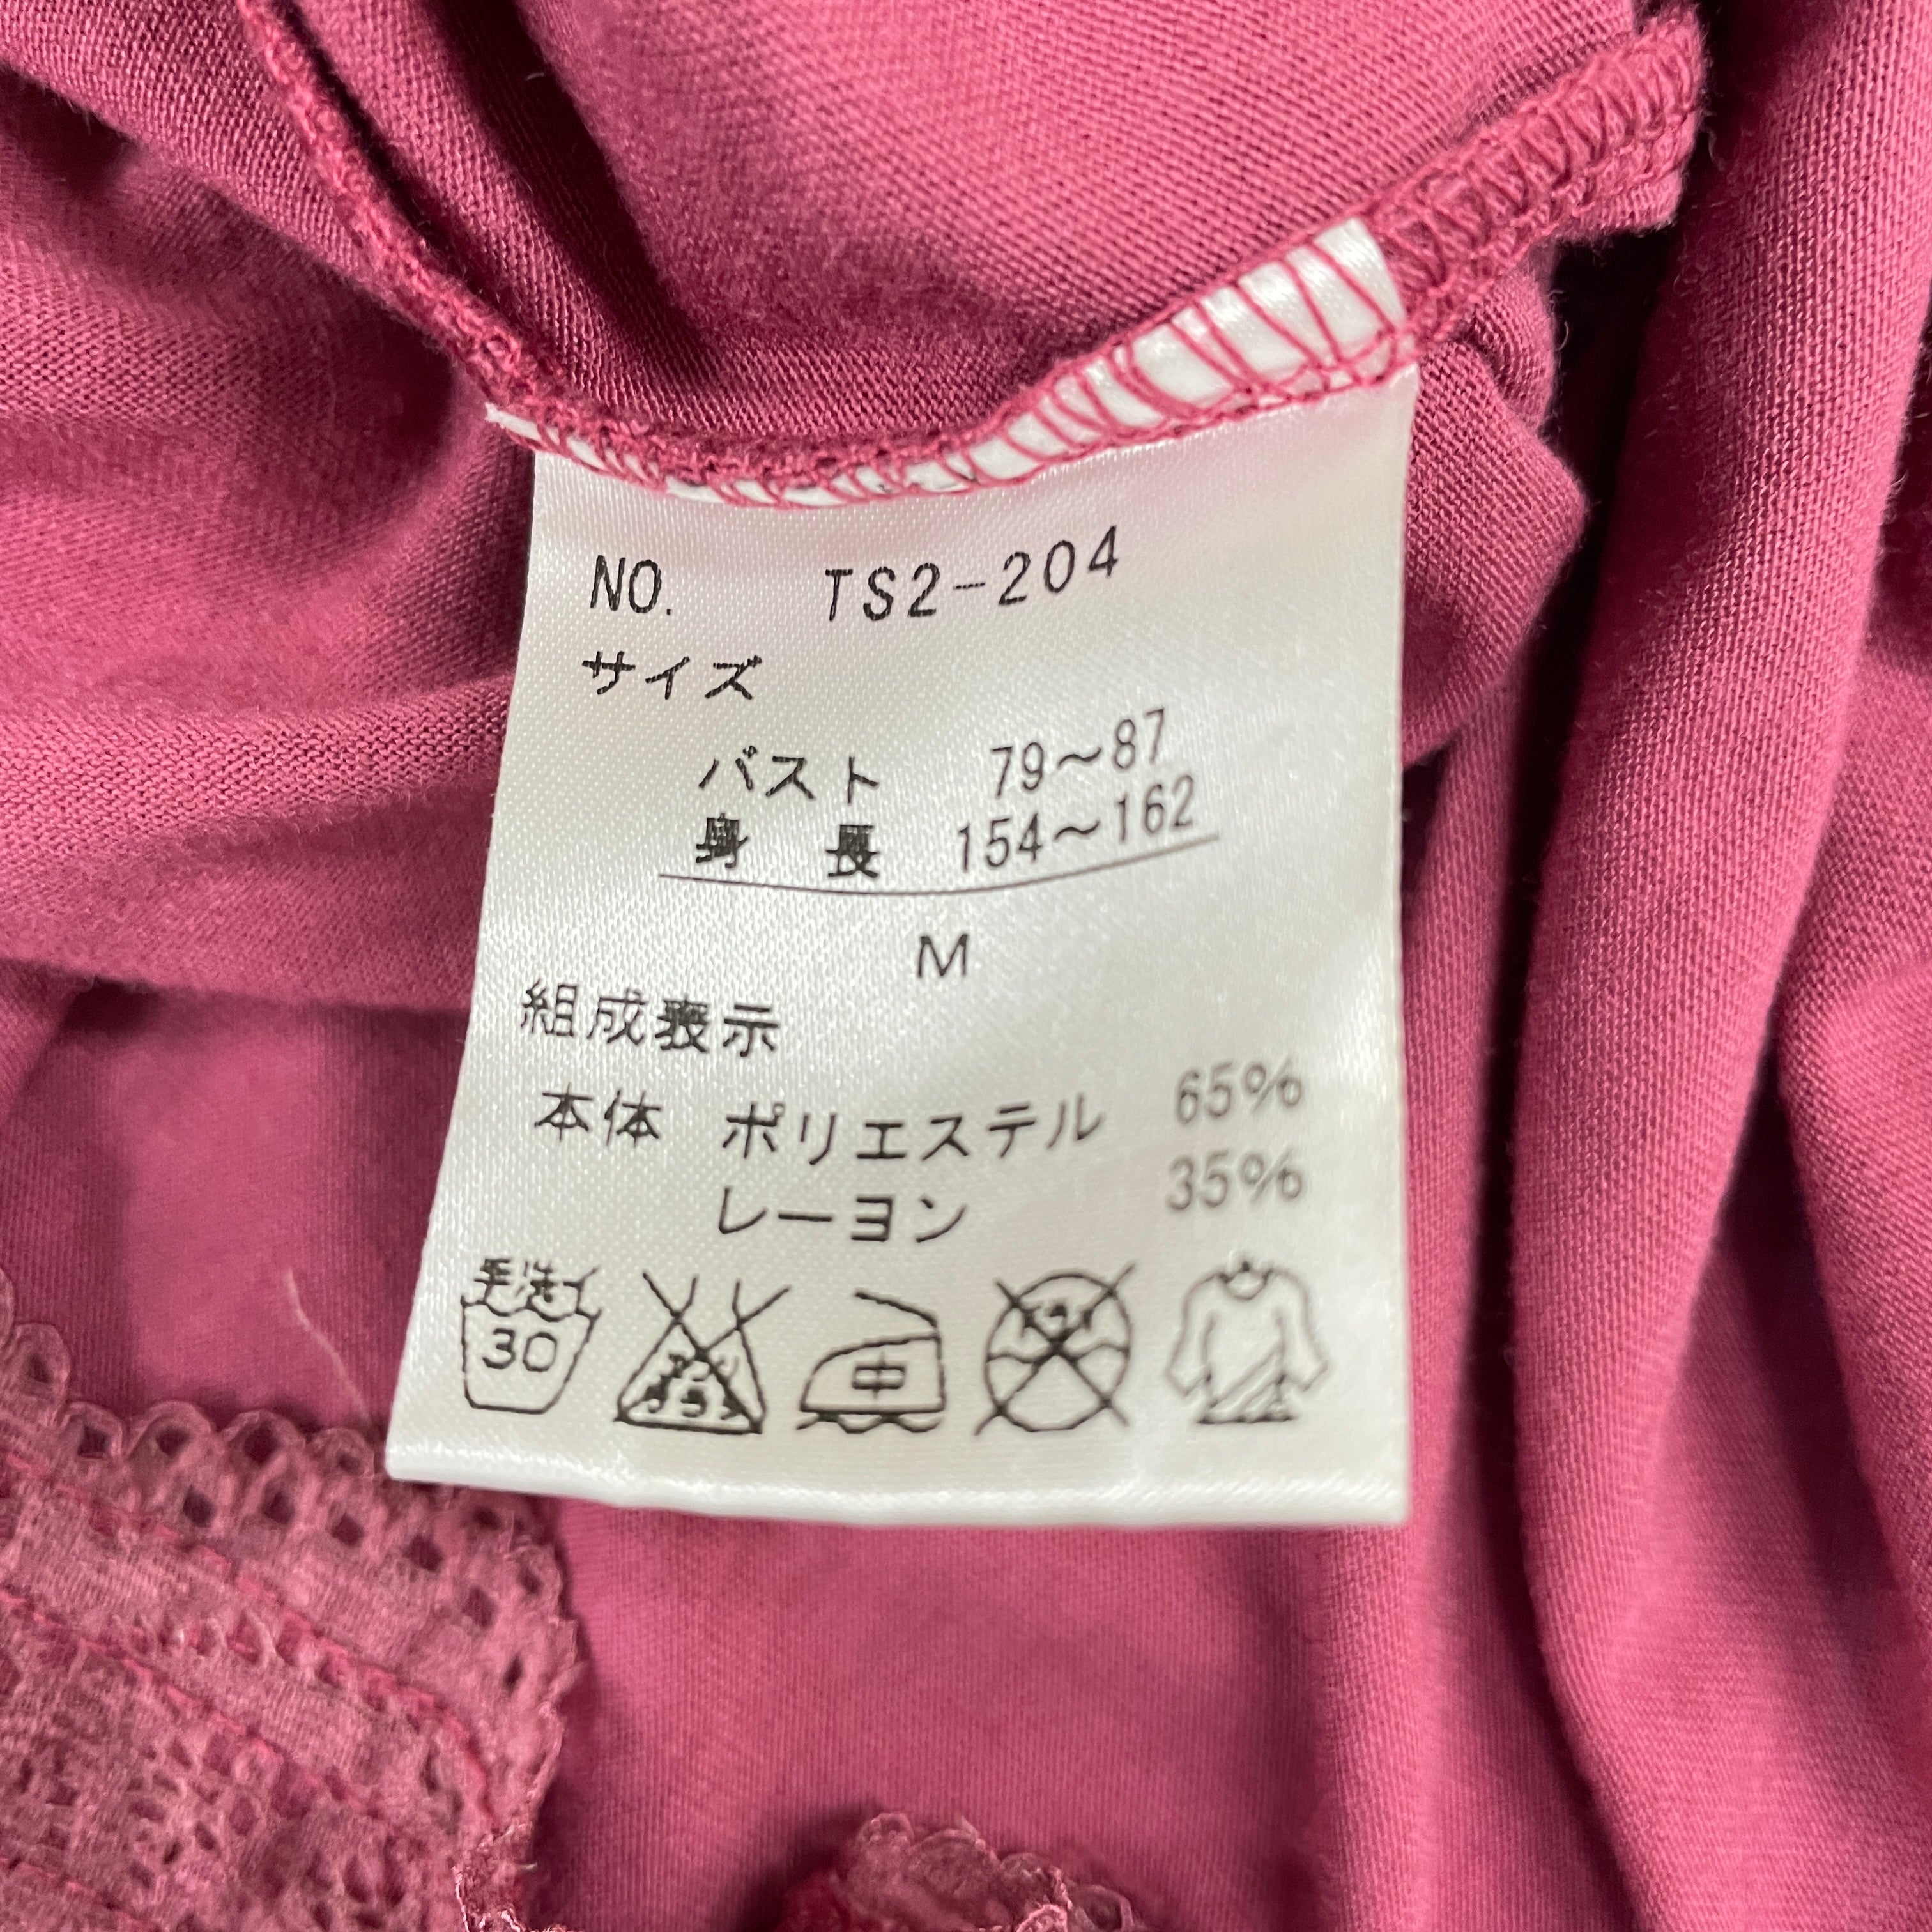 NO. TS2-204
サイズ
バスト 79～87
身長 154～162
M
組成表示
本体 ポリエステル 65%
レーヨン 35%
手洗イ
30
中